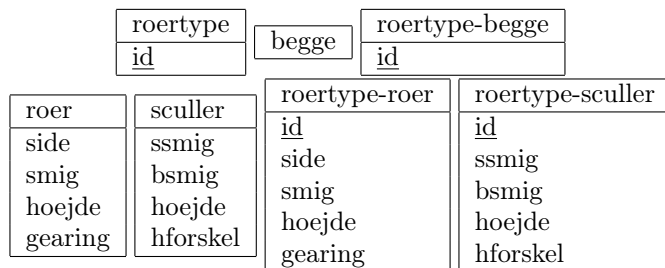 roertype
id
begge
roertype-begge
id
roer
side
smig
hoejde
gearing
sculler
ssmig
bsmig
hoejde
hforskel
roertype-roer
id
side
smig
hoejde
gearing
roertype-sculler
id
ssmig
bsmig
hoejde
hforskel